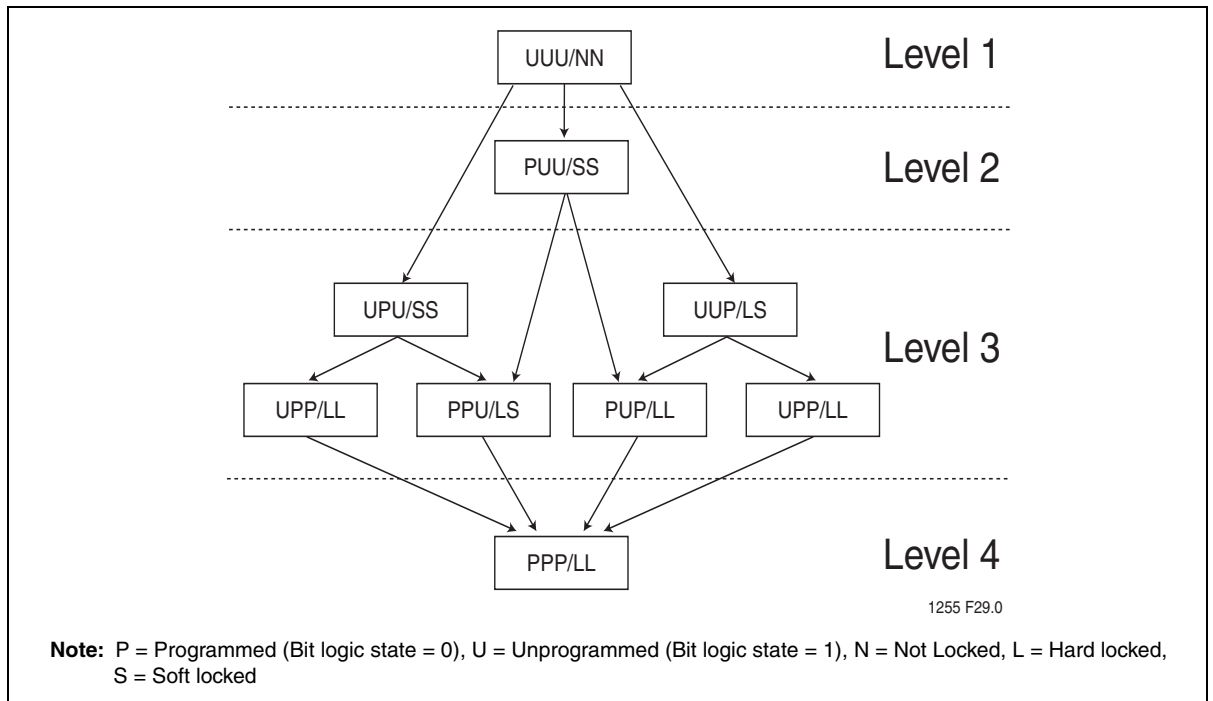 UUU/NN
Level 1
PUU/SS
Level 2
UPU/SS
UUP/LS
Level 3
UPP/LL
PPU/LS
PUP/LL
UPP/LL
PPP/LL
Level 4
1255 F29.0
Note: P = Programmed (Bit logic state = 0), U = Unprogrammed (Bit logic state = 1), N = Not Locked, L = Hard locked,
S = Soft locked